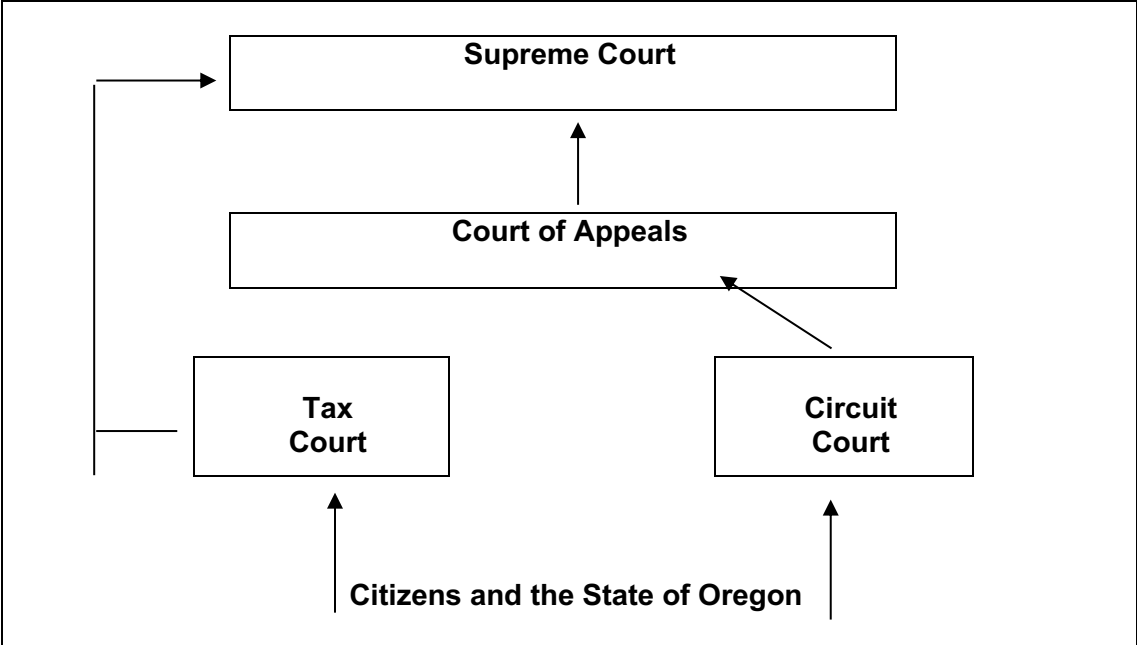 Supreme Court
Court of Appeals
Tax
Court
Circuit
Court
Citizens and the State of Oregon